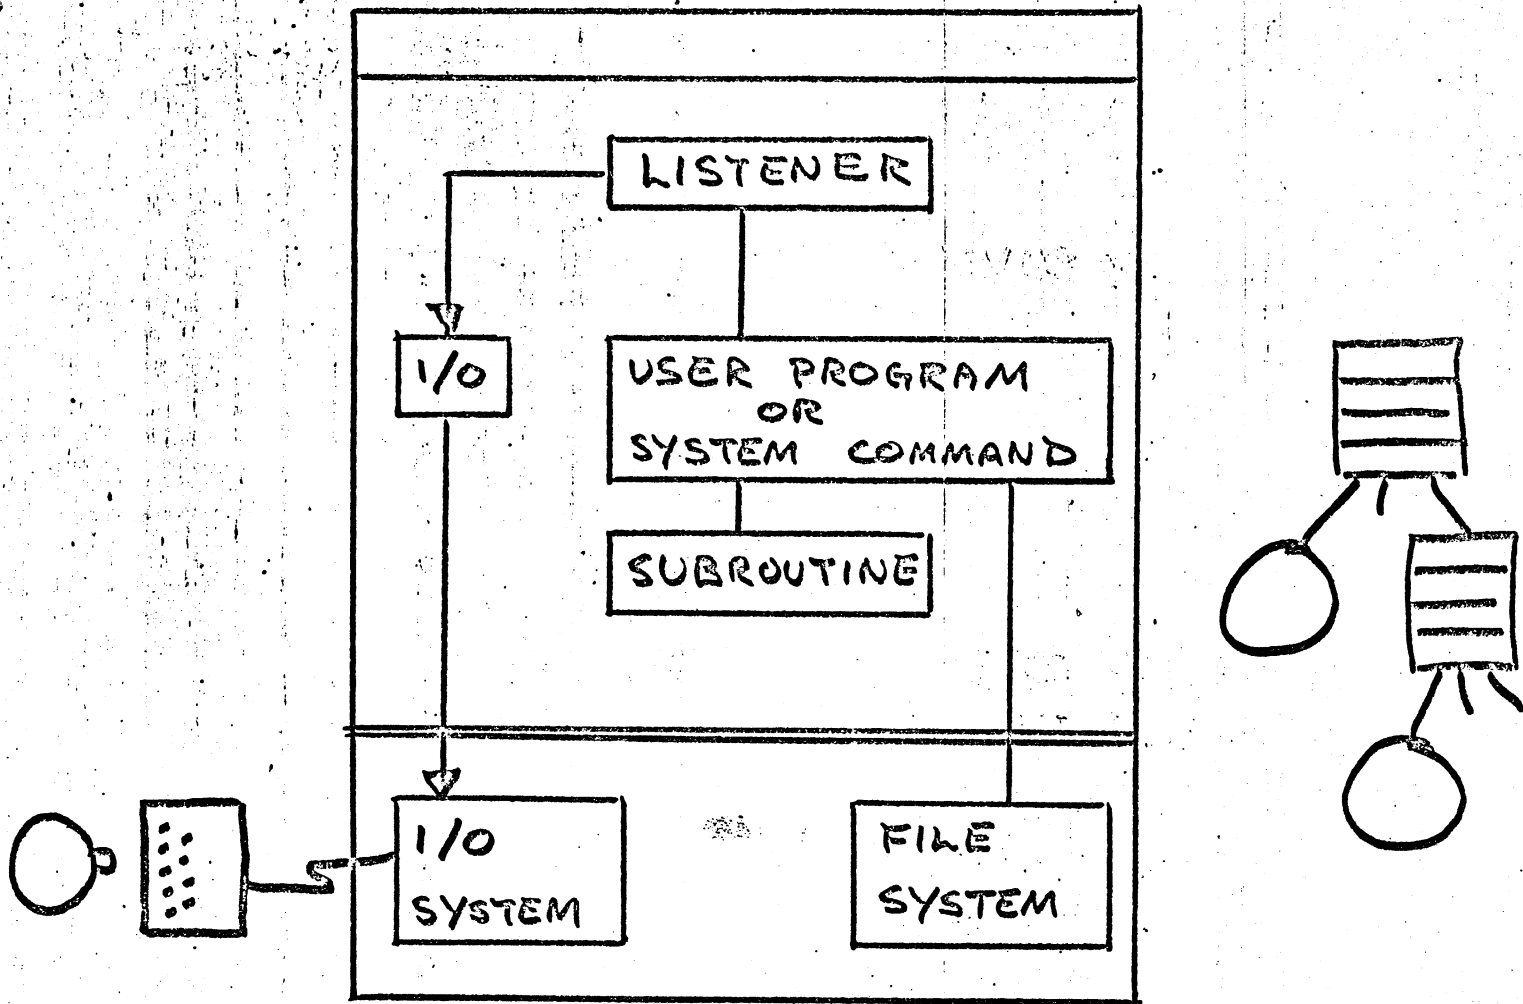 LISTENER
I/O
USER PROGRAM
OR
SYSTEM COMMAND
SUBROUTINE
I/O
SYSTEM
FILE
SYSTEM